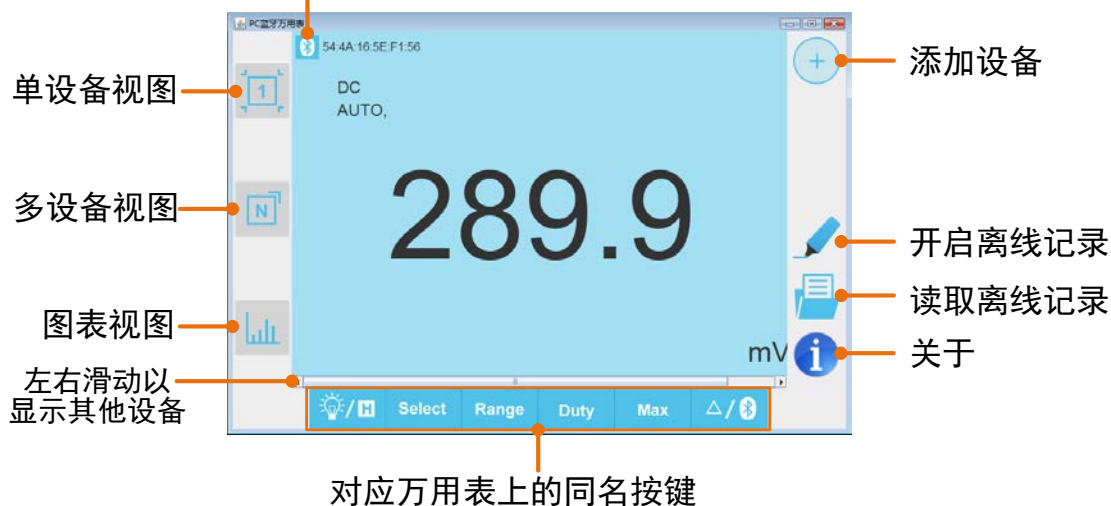 PC蓝牙万用表
54:4A:16:5E:F1:56
DC
AUTO,
289.9
mV
单设备视图
1
多设备视图
N
图表视图
左右滑动以
显示其他设备
添加设备
开启离线记录
读取离线记录
关于
i
/H Select Range Duty Max △/
对应万用表上的同名按键